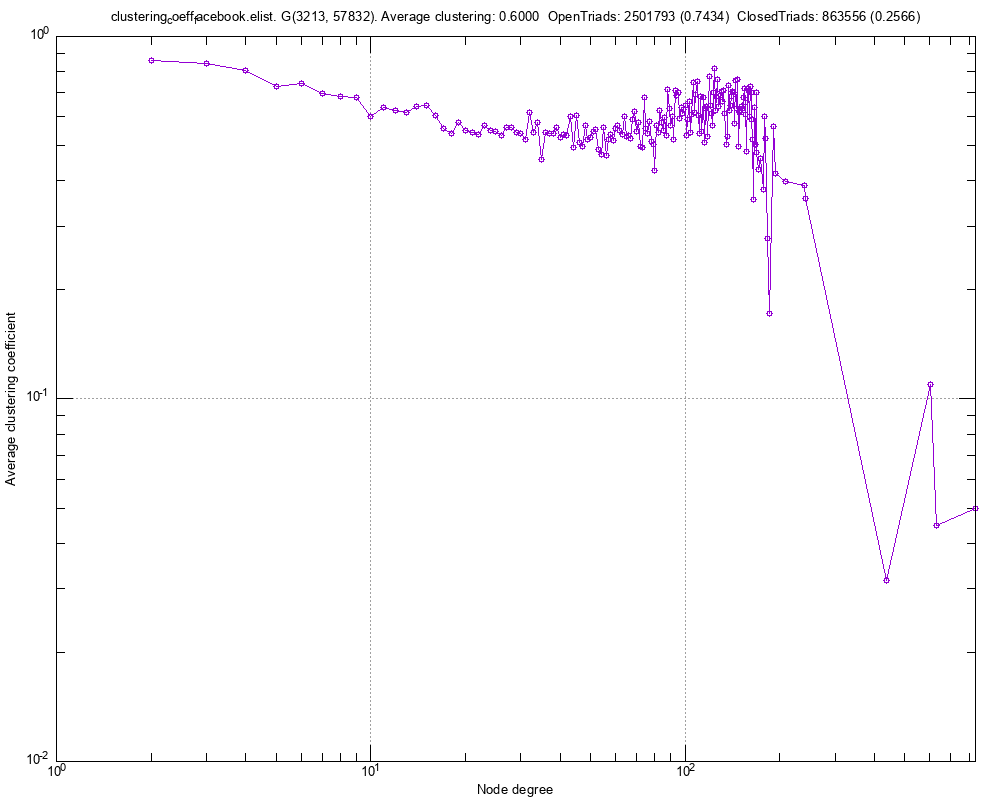 clustering_coeff_facebook.elist. G(3213, 57832). Average clustering: 0.6000 OpenTriads: 2501793 (0.7434) ClosedTriads: 863556 (0.2566)
10^0
10^-1
10^-2
Average clustering coefficient
10^0 10^1 10^2
Node degree